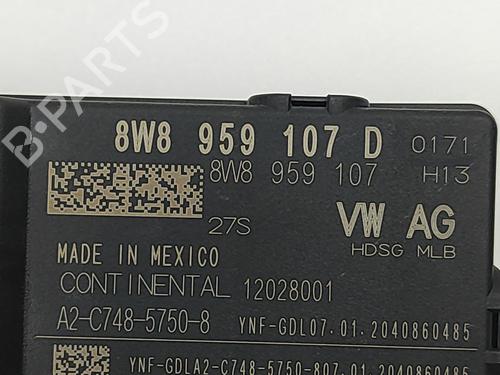 8W8 959 107 D 0171
8W8 959 107 H13
27S VW AG
HDSG MLB
MADE IN MEXICO
CONTINENTAL 12028001
A2-C748-5750-8 YNF-GDL07.01.2040860485
YNF-GDLA2-C748-5750-807.01.2040860485